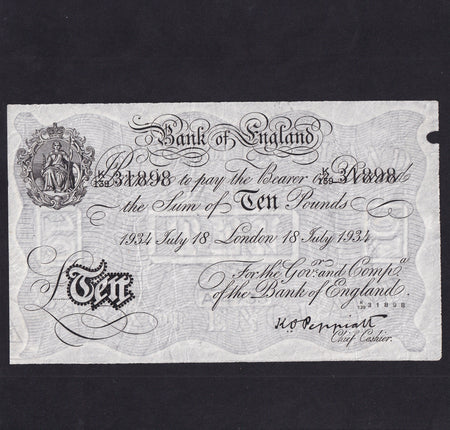 Bank of England
K/139 31898 Promise to pay the Bearer on Demand K/139 31898
the Sum of Ten Pounds
1934 July 18 London 18 July 1934
For the Govr. and Compa.
of the Bank of England.
£Ten
K/139 31898
K O Peppiatt
Chief Cashier.